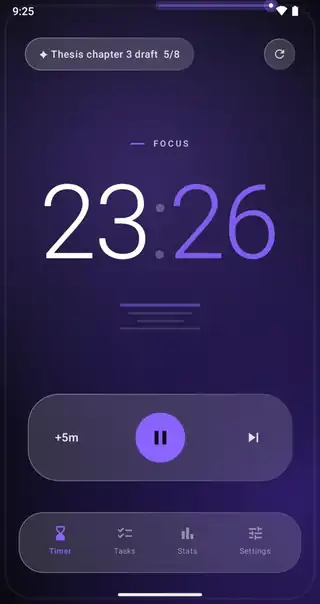 9:25
Thesis chapter 3 draft 5/8
FOCUS
23:26
+5m
Timer Tasks Stats Settings